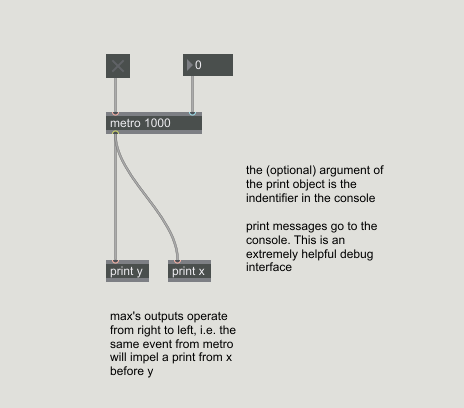 0
metro 1000
the (optional) argument of
the print object is the
indentifier in the console
print messages go to the
console. This is an
extremely helpful debug
interface
print y
print x
max's outputs operate
from right to left, i.e. the
same event from metro
will impel a print from x
before y